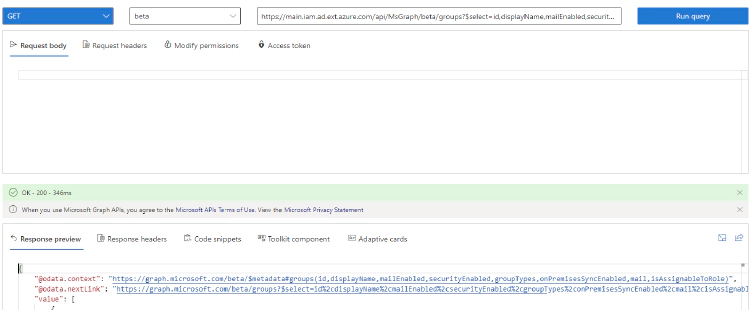 GET
beta
https://main.iam.ad.ext.azure.com/api/MsGraph/beta/groups?$select=id,displayName,mailEnabled,securit...
Run query
Request body
Request headers
Modify permissions
Access token
OK - 200 - 346ms
When you use Microsoft Graph APIs, you agree to the Microsoft APIs Terms of Use. View the Microsoft Privacy Statement
Response preview
Response headers
Code snippets
Toolkit component
Adaptive cards
{
"@odata.context": "https://graph.microsoft.com/beta/$metadata#groups(id,displayName,mailEnabled,securityEnabled,groupTypes,onPremisesSyncEnabled,mail,isAssignableToRole)",
"@odata.nextLink": "https://graph.microsoft.com/beta/groups?$select=id%2cdisplayName%2cmailEnabled%2csecurityEnabled%2cgroupTypes%2conPremisesSyncEnabled%2cmail%2cisAssignab
"value": [
{